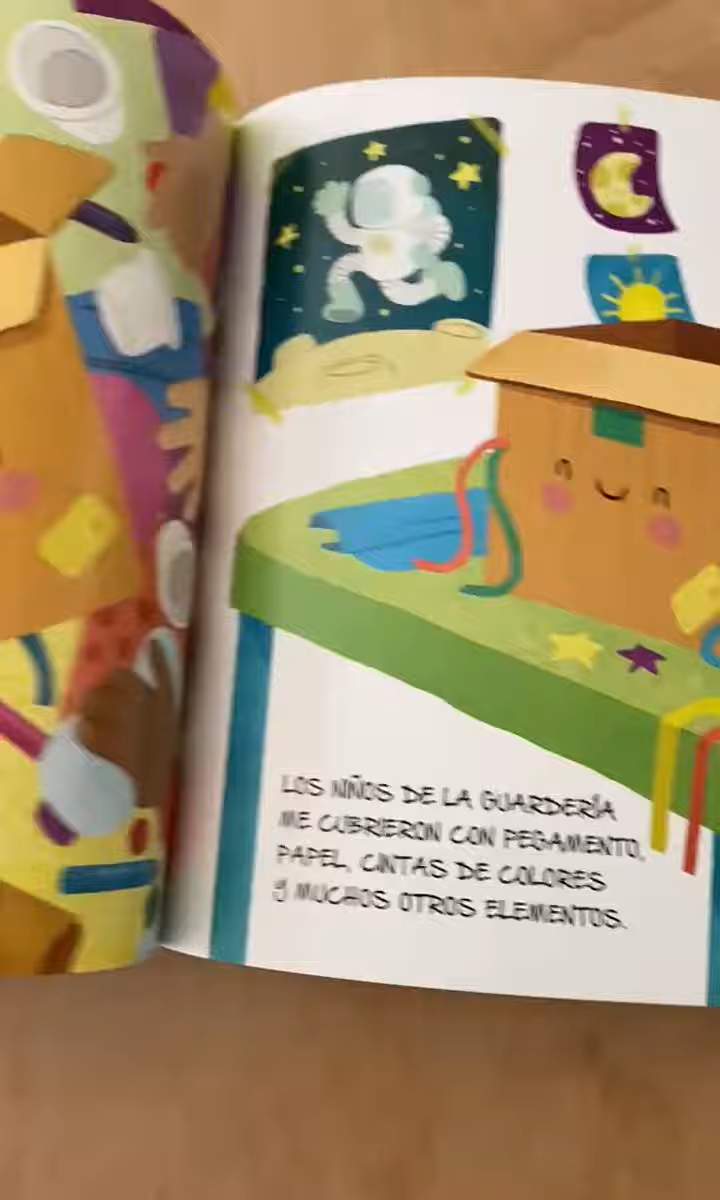 LOS NIÑOS DE LA GUARDERÍA
ME CUBRIERON CON PEGAMENTO,
PAPEL, CINTAS DE COLORES
Y MUCHOS OTROS ELEMENTOS.